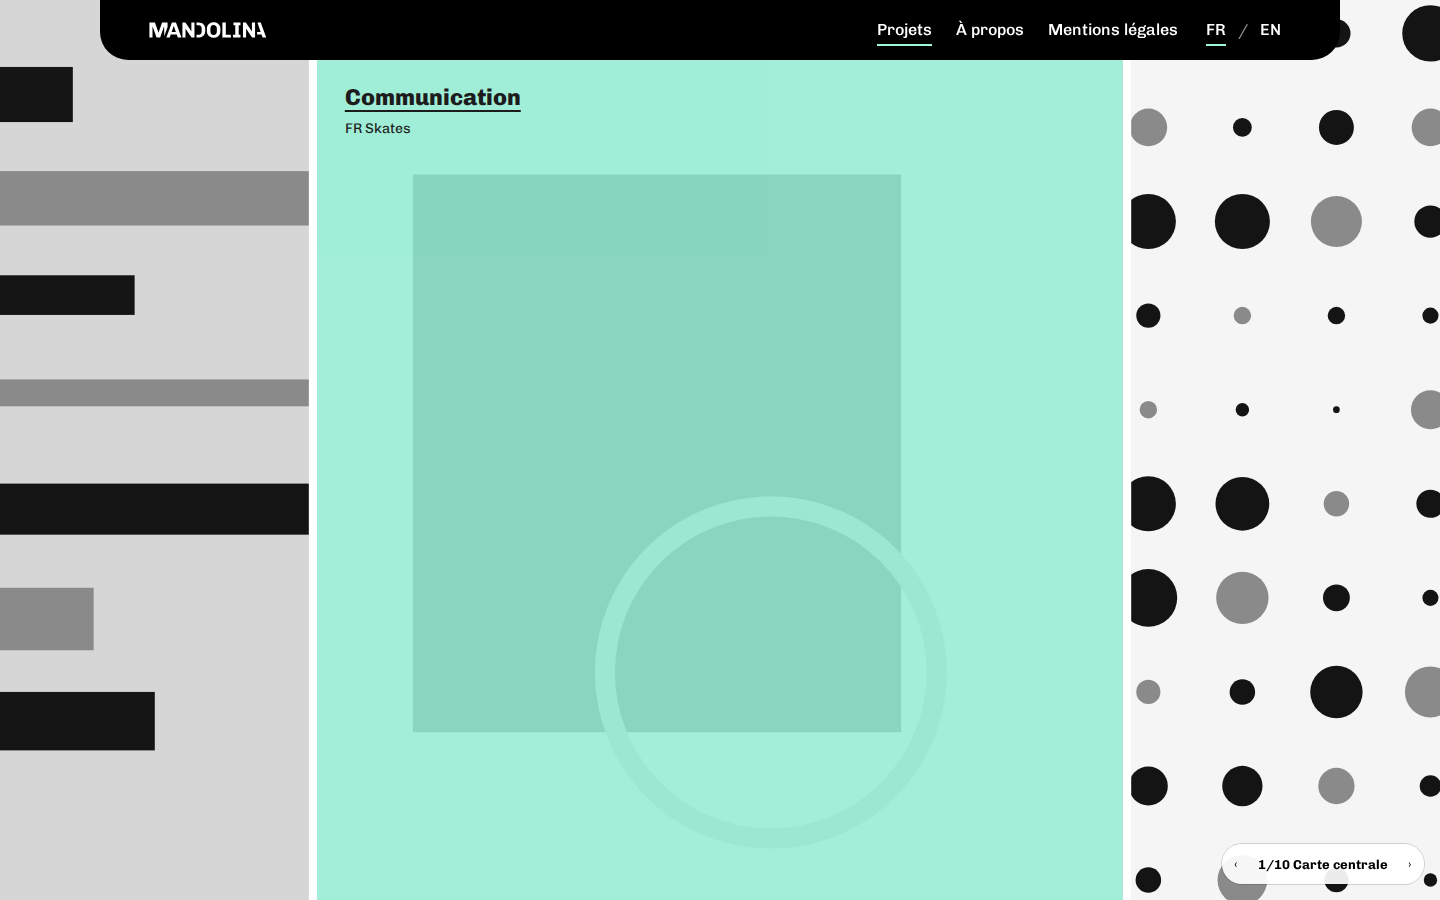 MANDOLINA
Projets
À propos
Mentions légales
FR / EN
Communication
FR Skates
‹ 1/10 Carte centrale ›